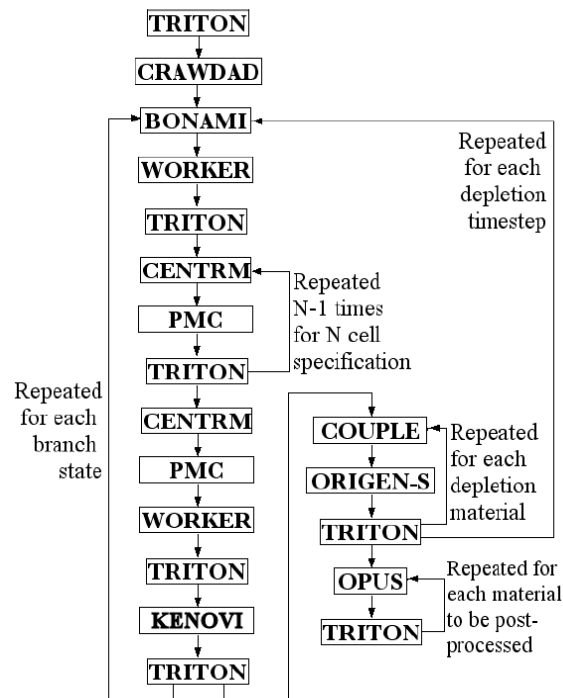 TRITON
CRAWDAD
BONAMI
WORKER
TRITON
CENTRM
PMC
TRITON
CENTRM
PMC
WORKER
TRITON
KENOVI
TRITON
Repeated
for each
branch
state
Repeated
N-1 times
for N cell
specification
Repeated
for each
depletion
timestep
COUPLE
ORIGEN-S
TRITON
OPUS
TRITON
Repeated
for each
depletion
material
Repeated for
each material
to be post-
processed